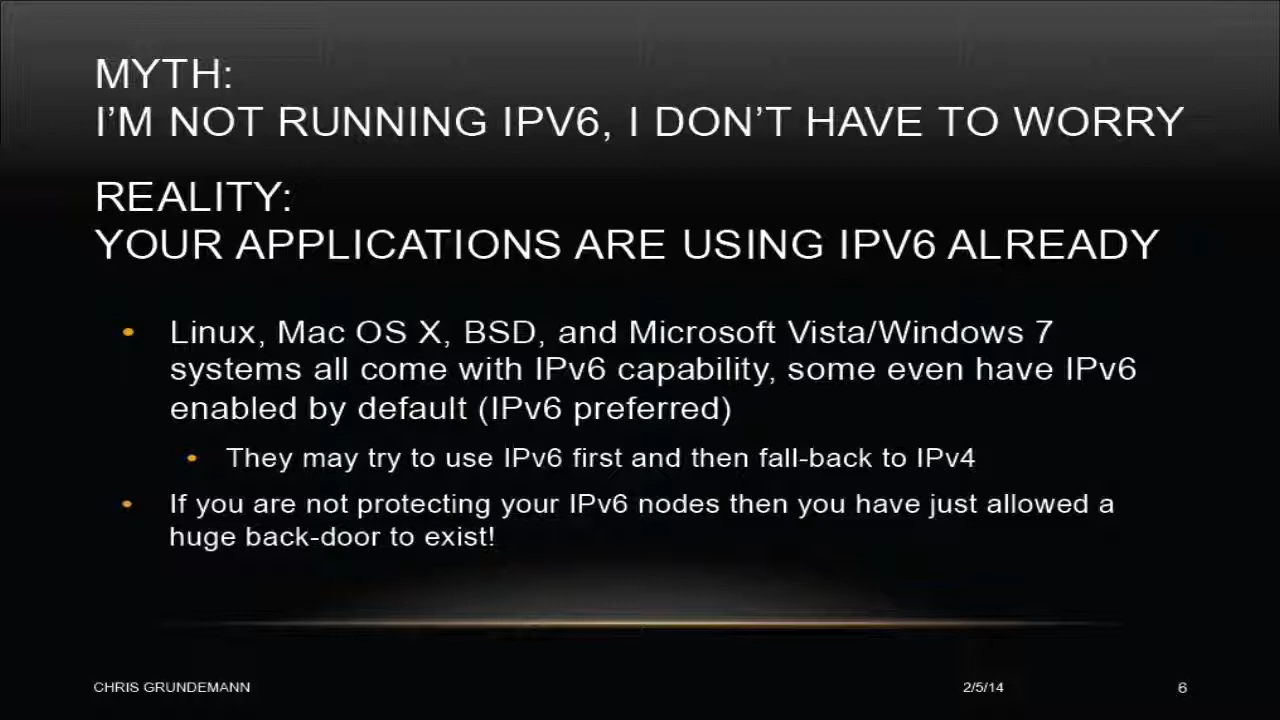 MYTH:
I'M NOT RUNNING IPV6, I DON'T HAVE TO WORRY
REALITY:
YOUR APPLICATIONS ARE USING IPV6 ALREADY
• Linux, Mac OS X, BSD, and Microsoft Vista/Windows 7
systems all come with IPv6 capability, some even have IPv6
enabled by default (IPv6 preferred)
• They may try to use IPv6 first and then fall-back to IPv4
• If you are not protecting your IPv6 nodes then you have just allowed a
huge back-door to exist!
CHRIS GRUNDEMANN
2/5/14
6